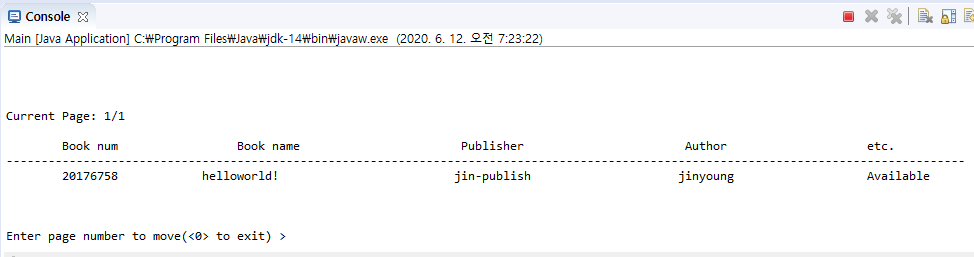 Console
Main [Java Application] C:₩Program Files₩Java₩jdk-14₩bin₩javaw.exe (2020. 6. 12. 오전 7:23:22)
Current Page: 1/1
Book num Book name Publisher Author etc.
-----------------------------------------------------------------------------------------------------------------------------------------
20176758 helloworld! jin-publish jinyoung Available
Enter page number to move(<0> to exit) >